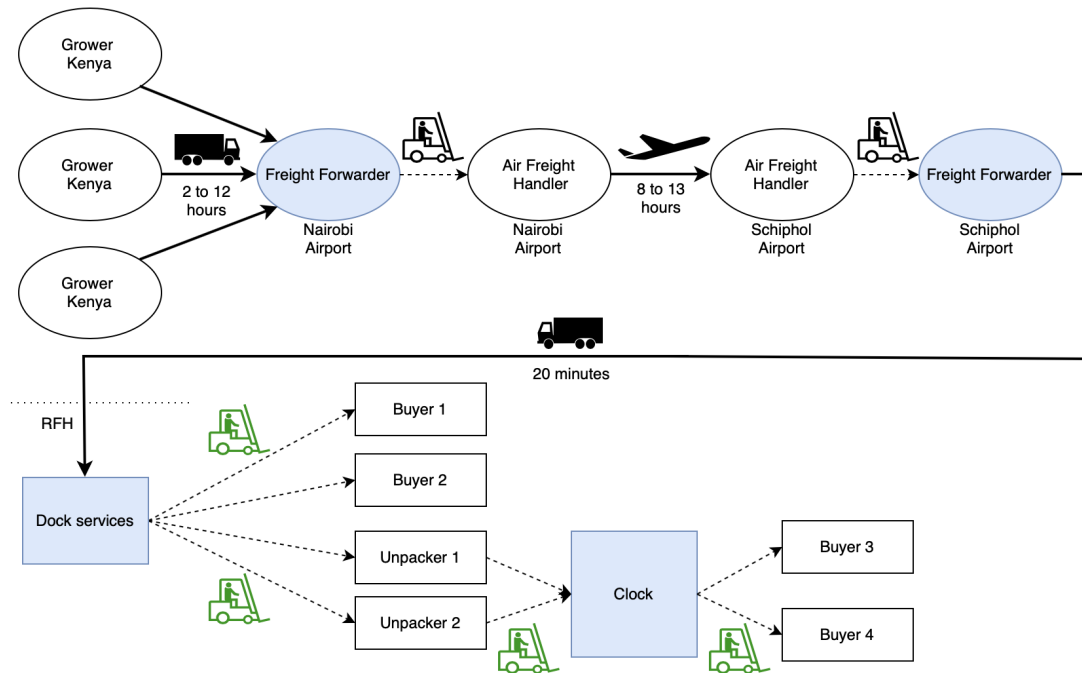 Grower
Kenya
Grower
Kenya
2 to 12
hours
Freight Forwarder
Nairobi
Airport
Air Freight
Handler
Nairobi
Airport
8 to 13
hours
Air Freight
Handler
Schiphol
Airport
Freight Forwarder
Schiphol
Airport
Grower
Kenya
20 minutes
RFH
Dock services
Buyer 1
Buyer 2
Unpacker 1
Unpacker 2
Clock
Buyer 3
Buyer 4